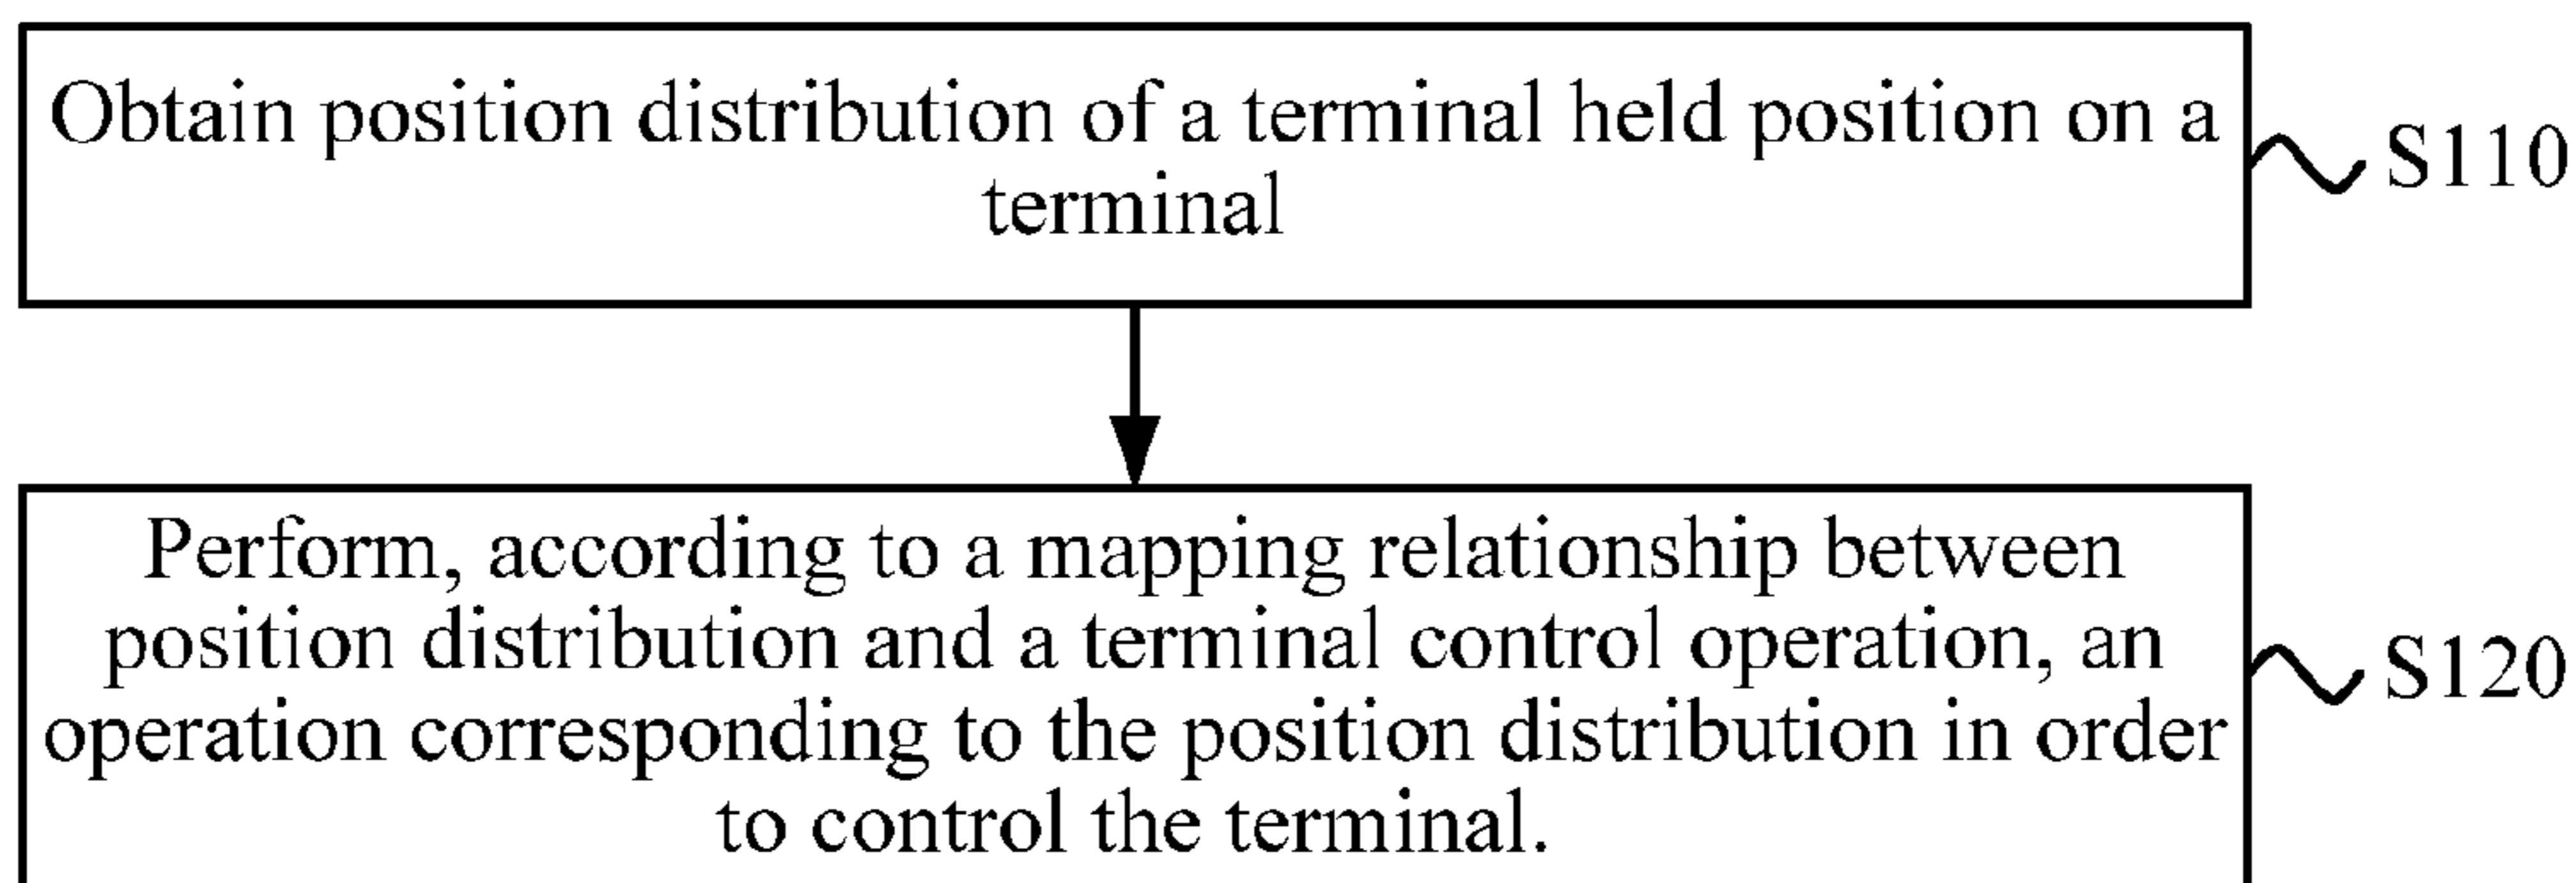 Obtain position distribution of a terminal held position on a
terminal
S110
Perform, according to a mapping relationship between
position distribution and a terminal control operation, an
operation corresponding to the position distribution in order
to control the terminal.
S120